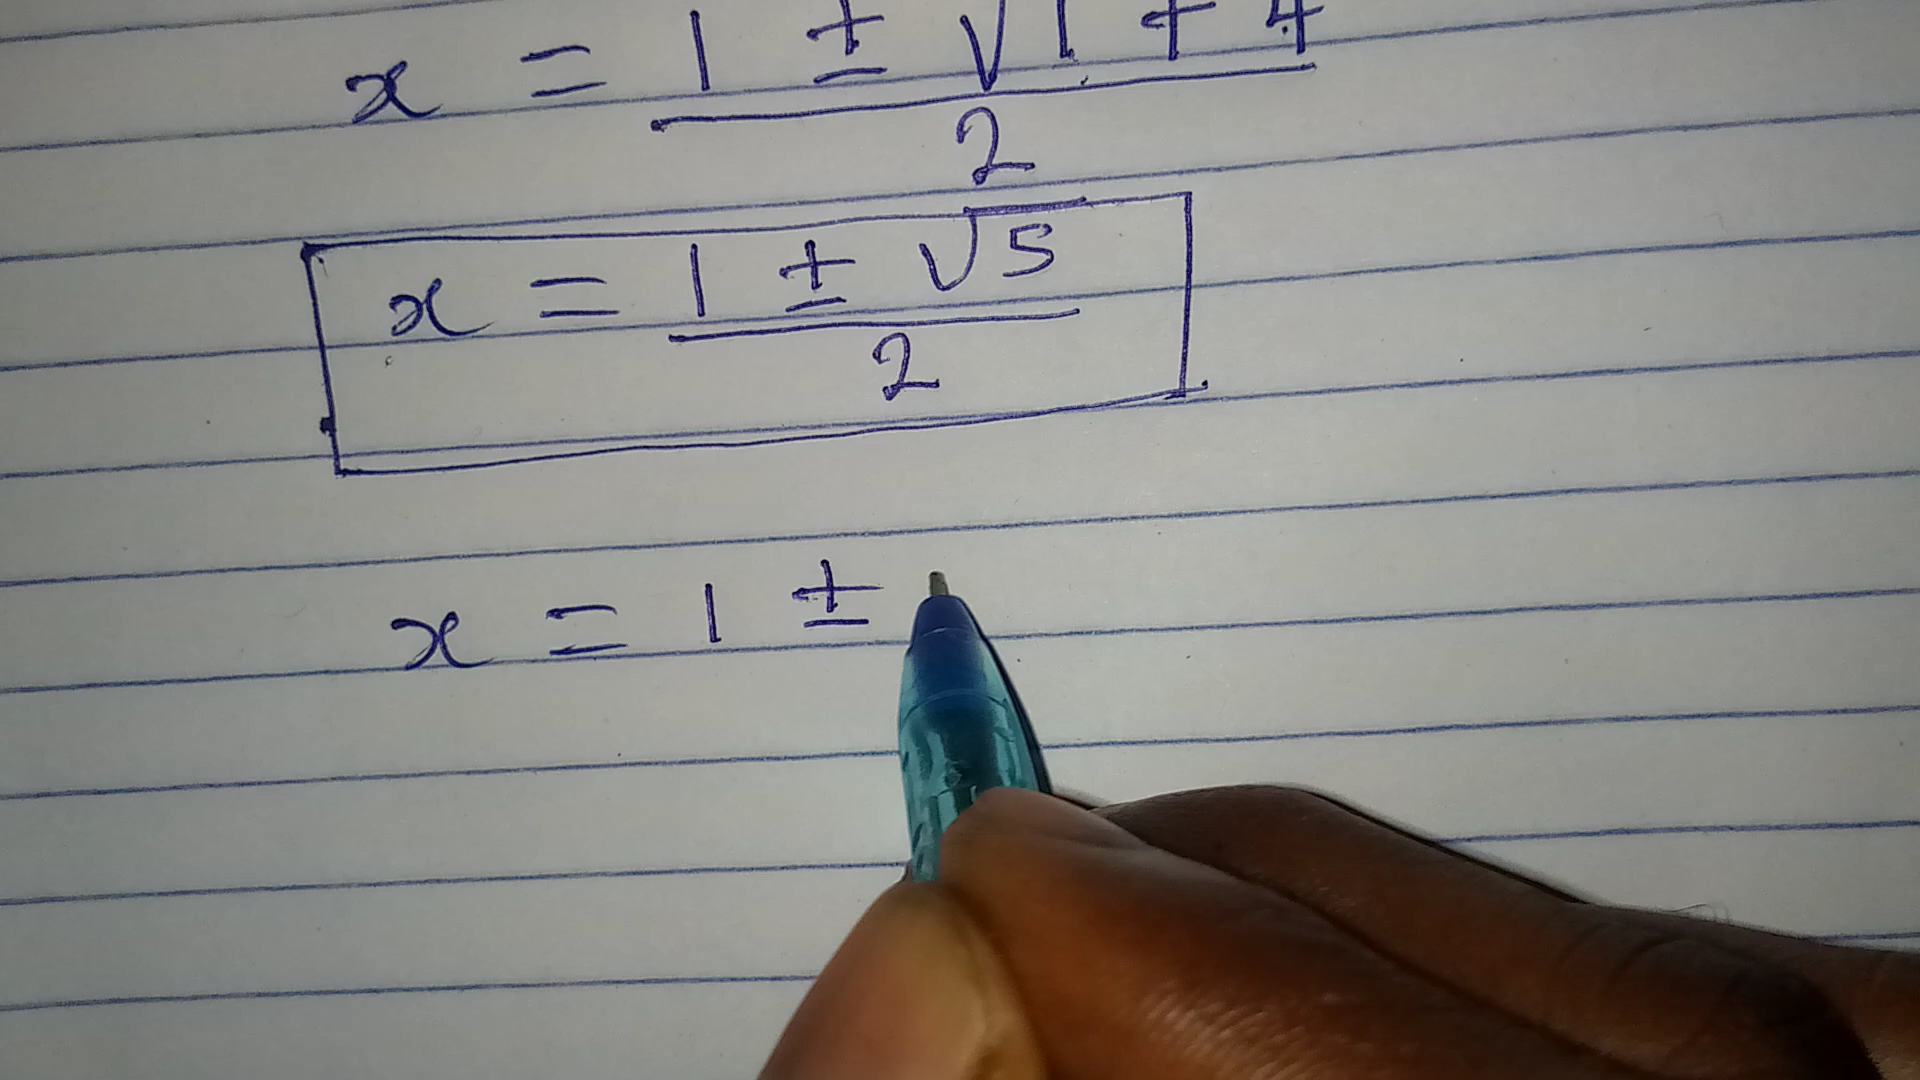 x = (1 ± √1 + 4) / 2
x = (1 ± √5) / 2
x = 1 ±